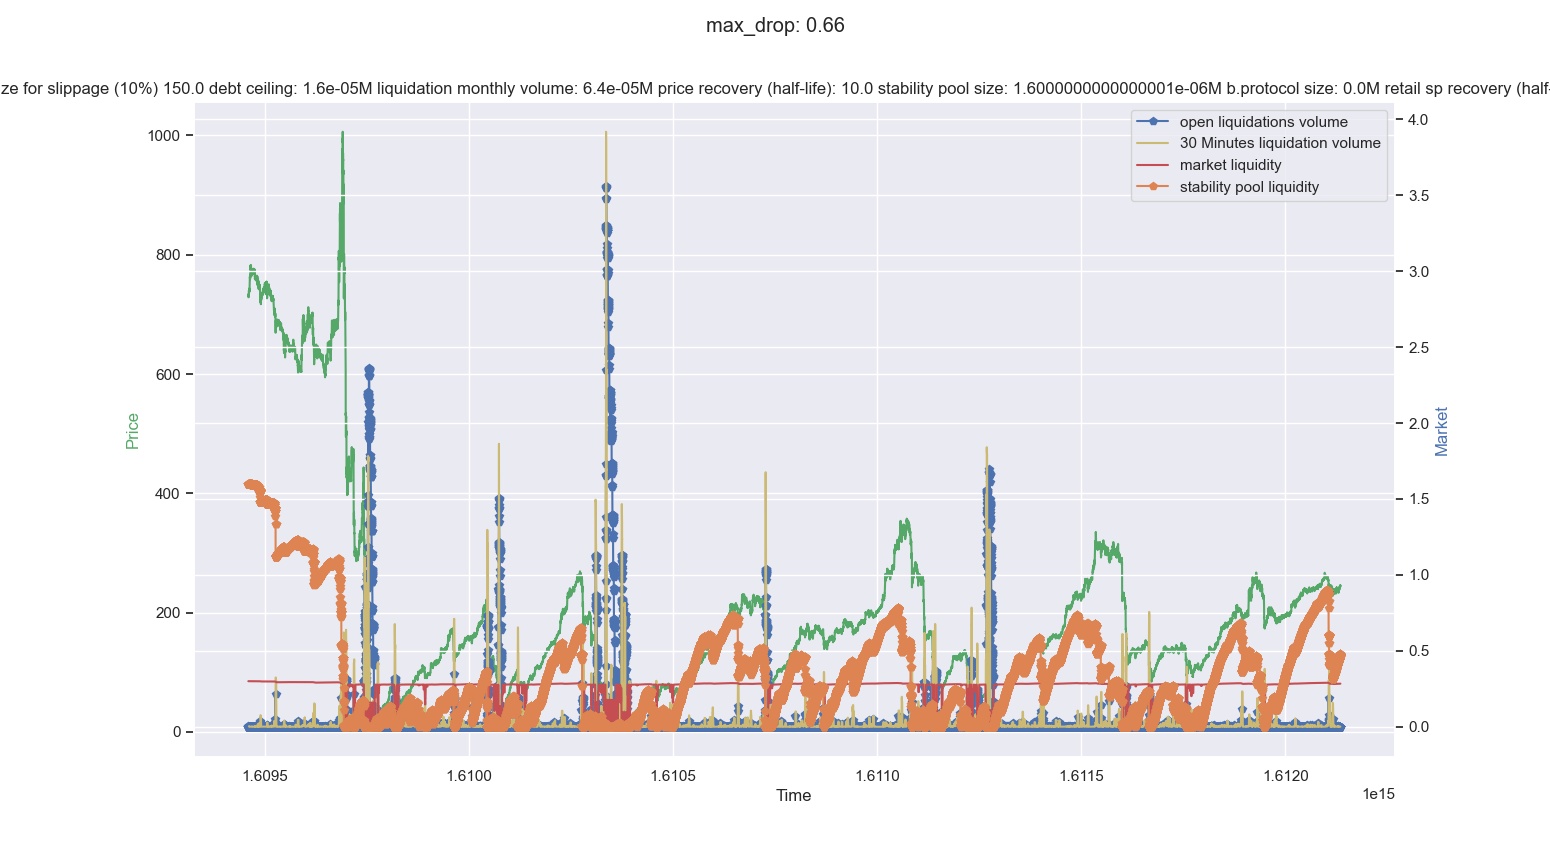 max_drop: 0.66
ze for slippage (10%) 150.0 debt ceiling: 1.6e-05M liquidation monthly volume: 6.4e-05M price recovery (half-life): 10.0 stability pool size: 1.6000000000000001e-06M b.protocol size: 0.0M retail sp recovery (half-
open liquidations volume
30 Minutes liquidation volume
market liquidity
stability pool liquidity
1000
800
600
400
200
0
Price
4.0
3.5
3.0
2.5
2.0
1.5
1.0
0.5
0.0
Market
1.6095 1.6100 1.6105 1.6110 1.6115 1.6120
1e15
Time